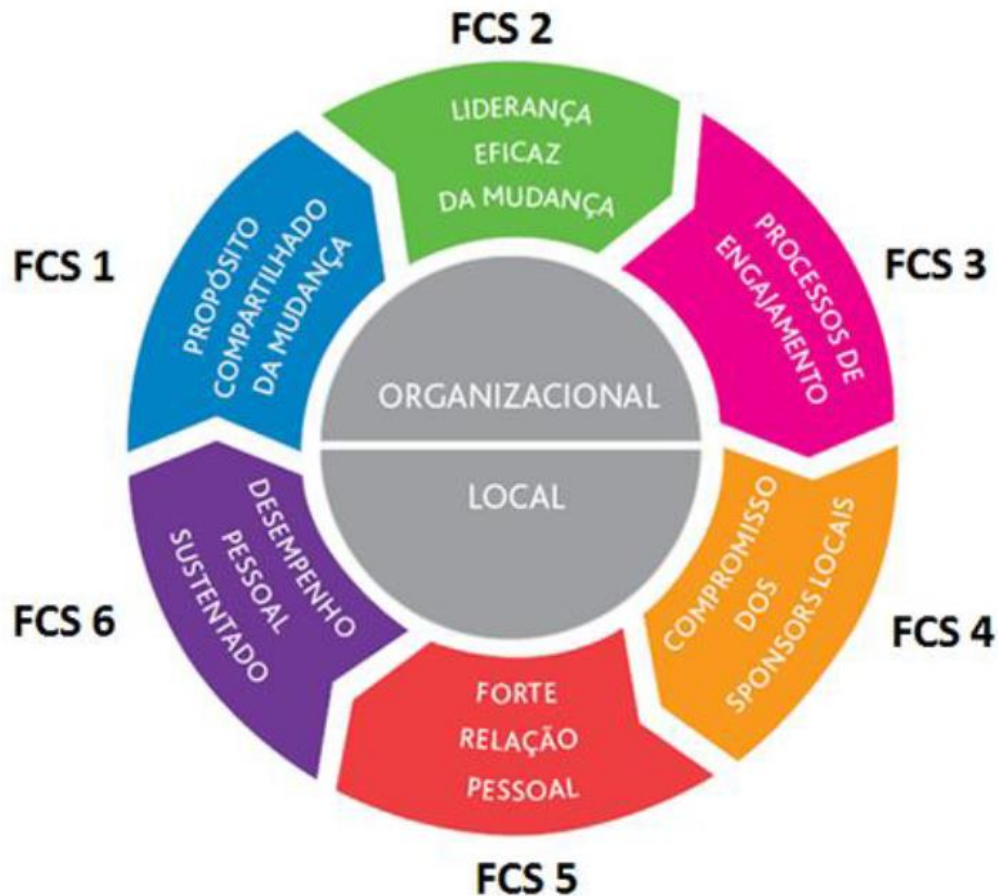 FCS 1
PROPÓSITO
COMPARTILHADO
DA MUDANÇA
FCS 2
LIDERANÇA
EFICAZ
DA MUDANÇA
FCS 3
PROCESSOS DE
ENGAJAMENTO
FCS 4
COMPROMISSO
DOS
SPONSORS LOCAIS
FCS 5
FORTE
RELAÇÃO
PESSOAL
FCS 6
DESEMPENHO
PESSOAL
SUSTENTADO
ORGANIZACIONAL
LOCAL